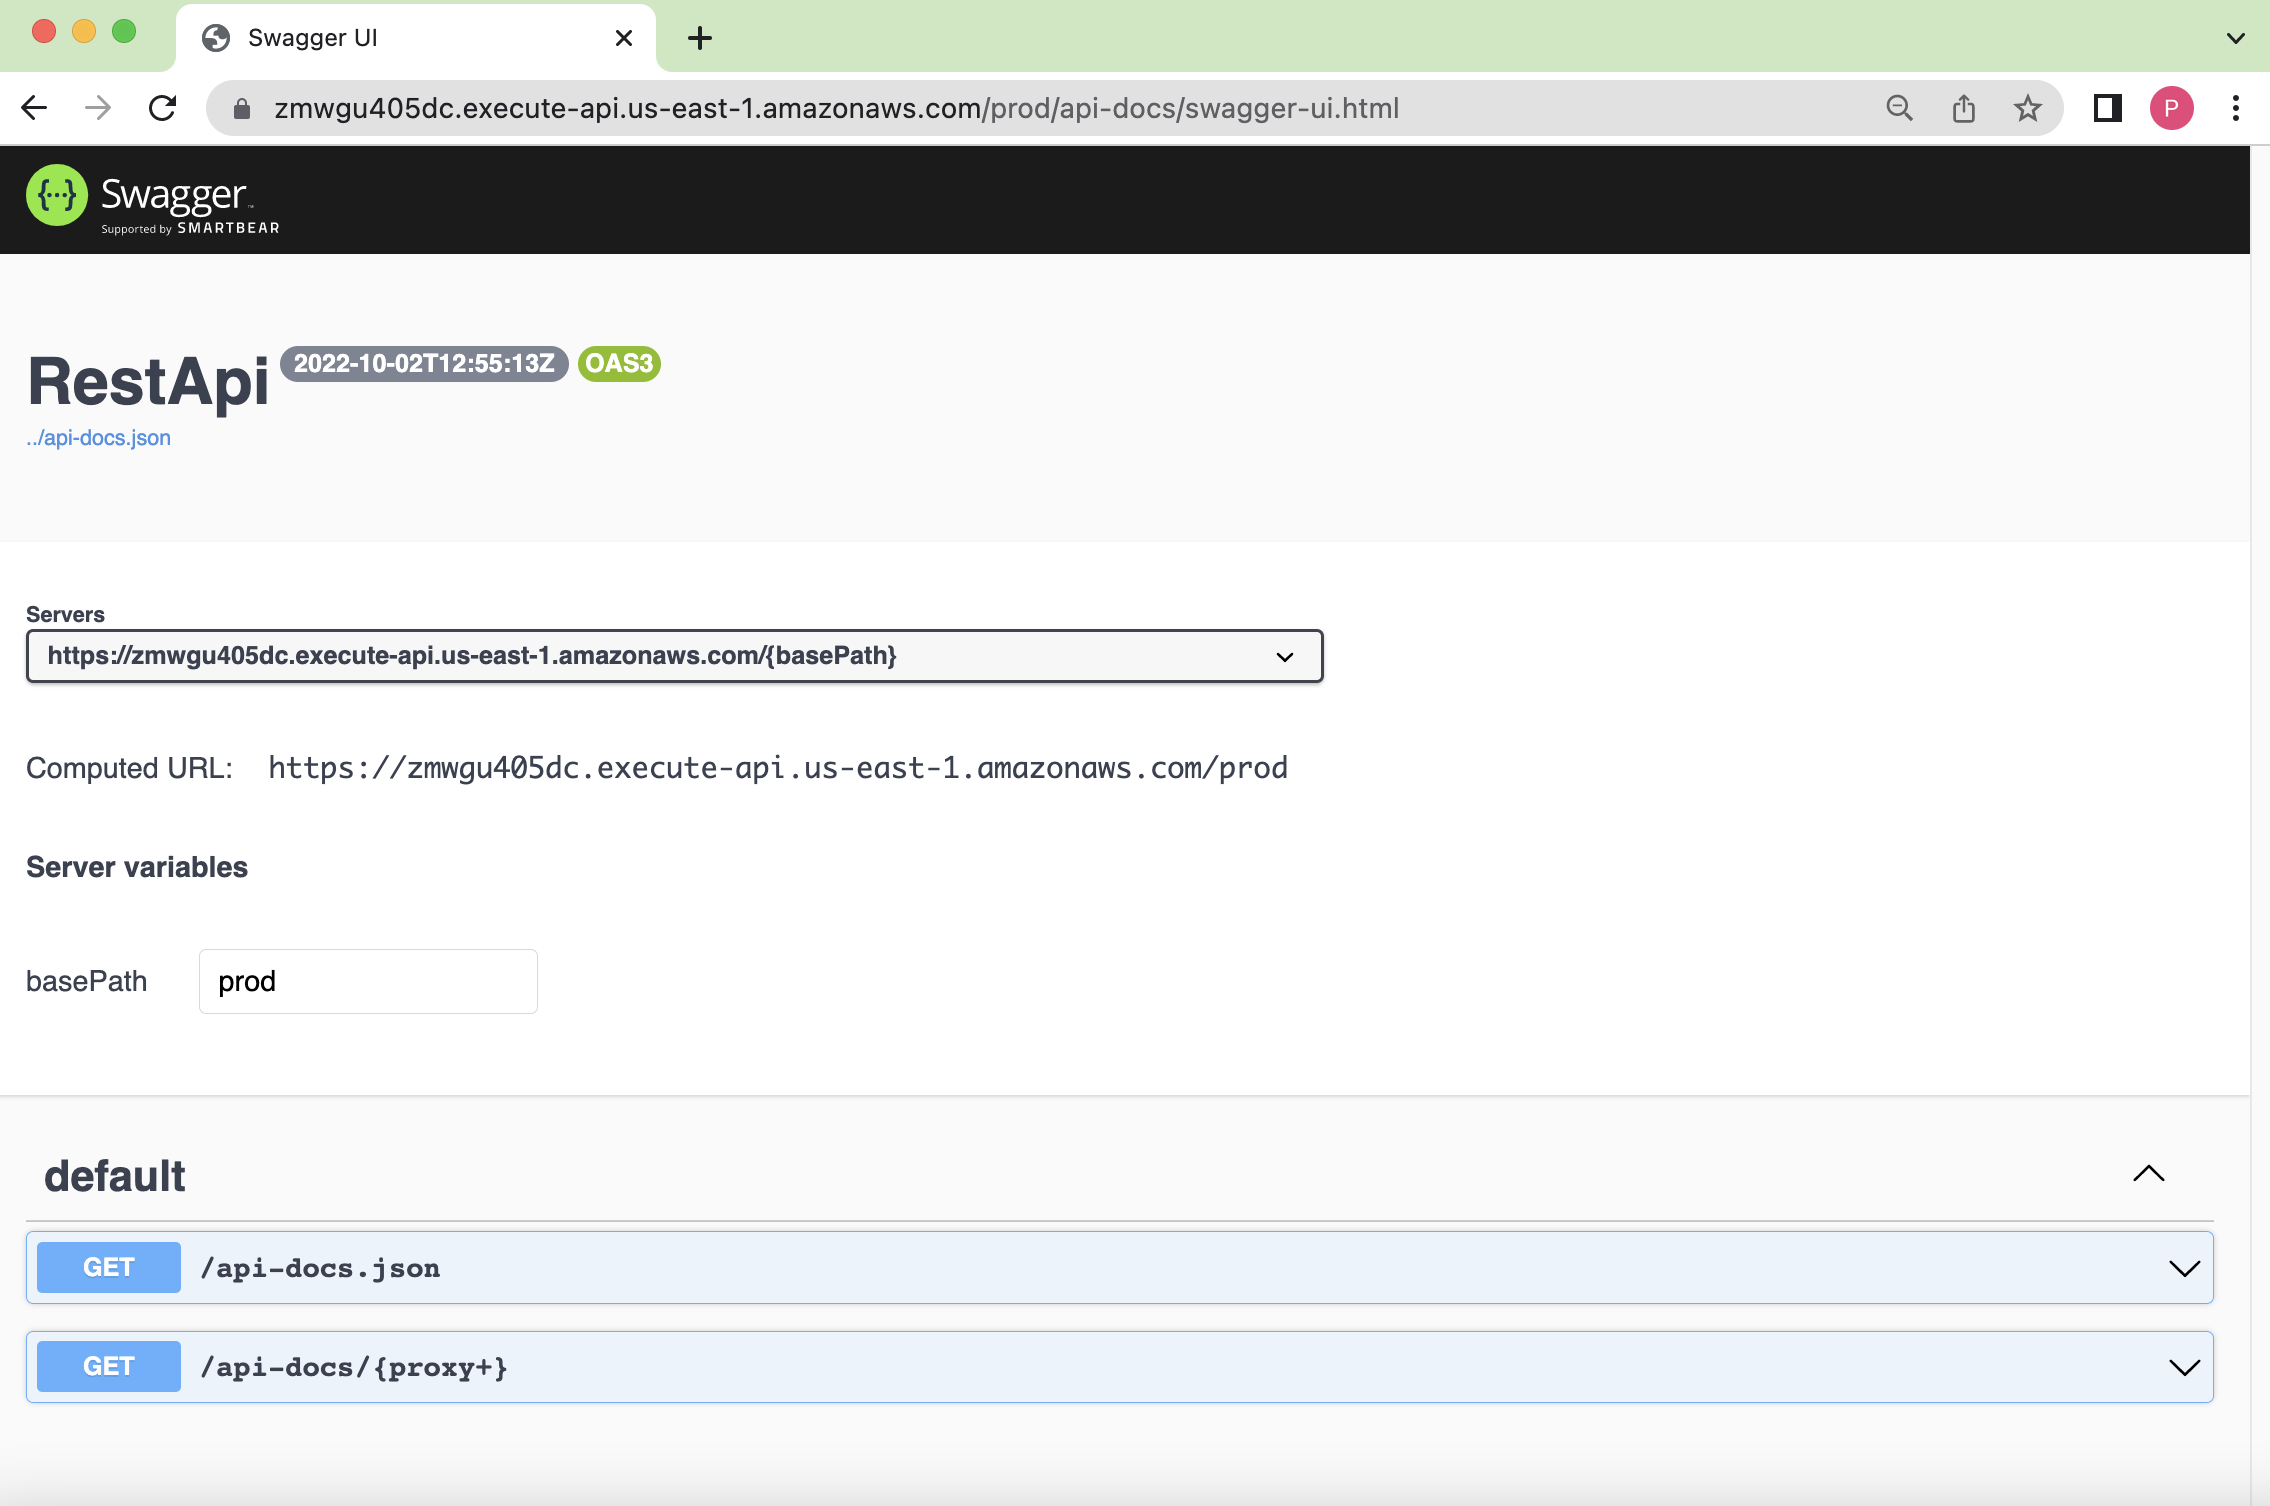 Swagger UI
zmwgu405dc.execute-api.us-east-1.amazonaws.com/prod/api-docs/swagger-ui.html
P
{···} Swagger™
Supported by SMARTBEAR
RestApi 2022-10-02T12:55:13Z OAS3
../api-docs.json
Servers
https://zmwgu405dc.execute-api.us-east-1.amazonaws.com/{basePath}
Computed URL: https://zmwgu405dc.execute-api.us-east-1.amazonaws.com/prod
Server variables
basePath prod
default
GET /api-docs.json
GET /api-docs/{proxy+}